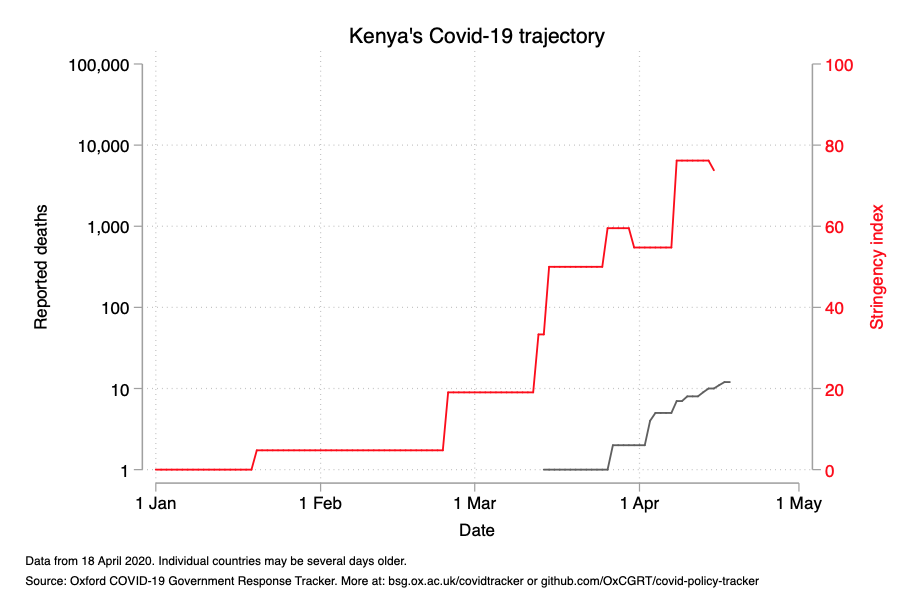 Kenya's Covid-19 trajectory
100,000
10,000
1,000
100
10
1
Reported deaths
100
80
60
40
20
0
Stringency index
1 Jan
1 Feb
1 Mar
1 Apr
1 May
Date
Data from 18 April 2020. Individual countries may be several days older.
Source: Oxford COVID-19 Government Response Tracker. More at: bsg.ox.ac.uk/covidtracker or github.com/OxCGRT/covid-policy-tracker